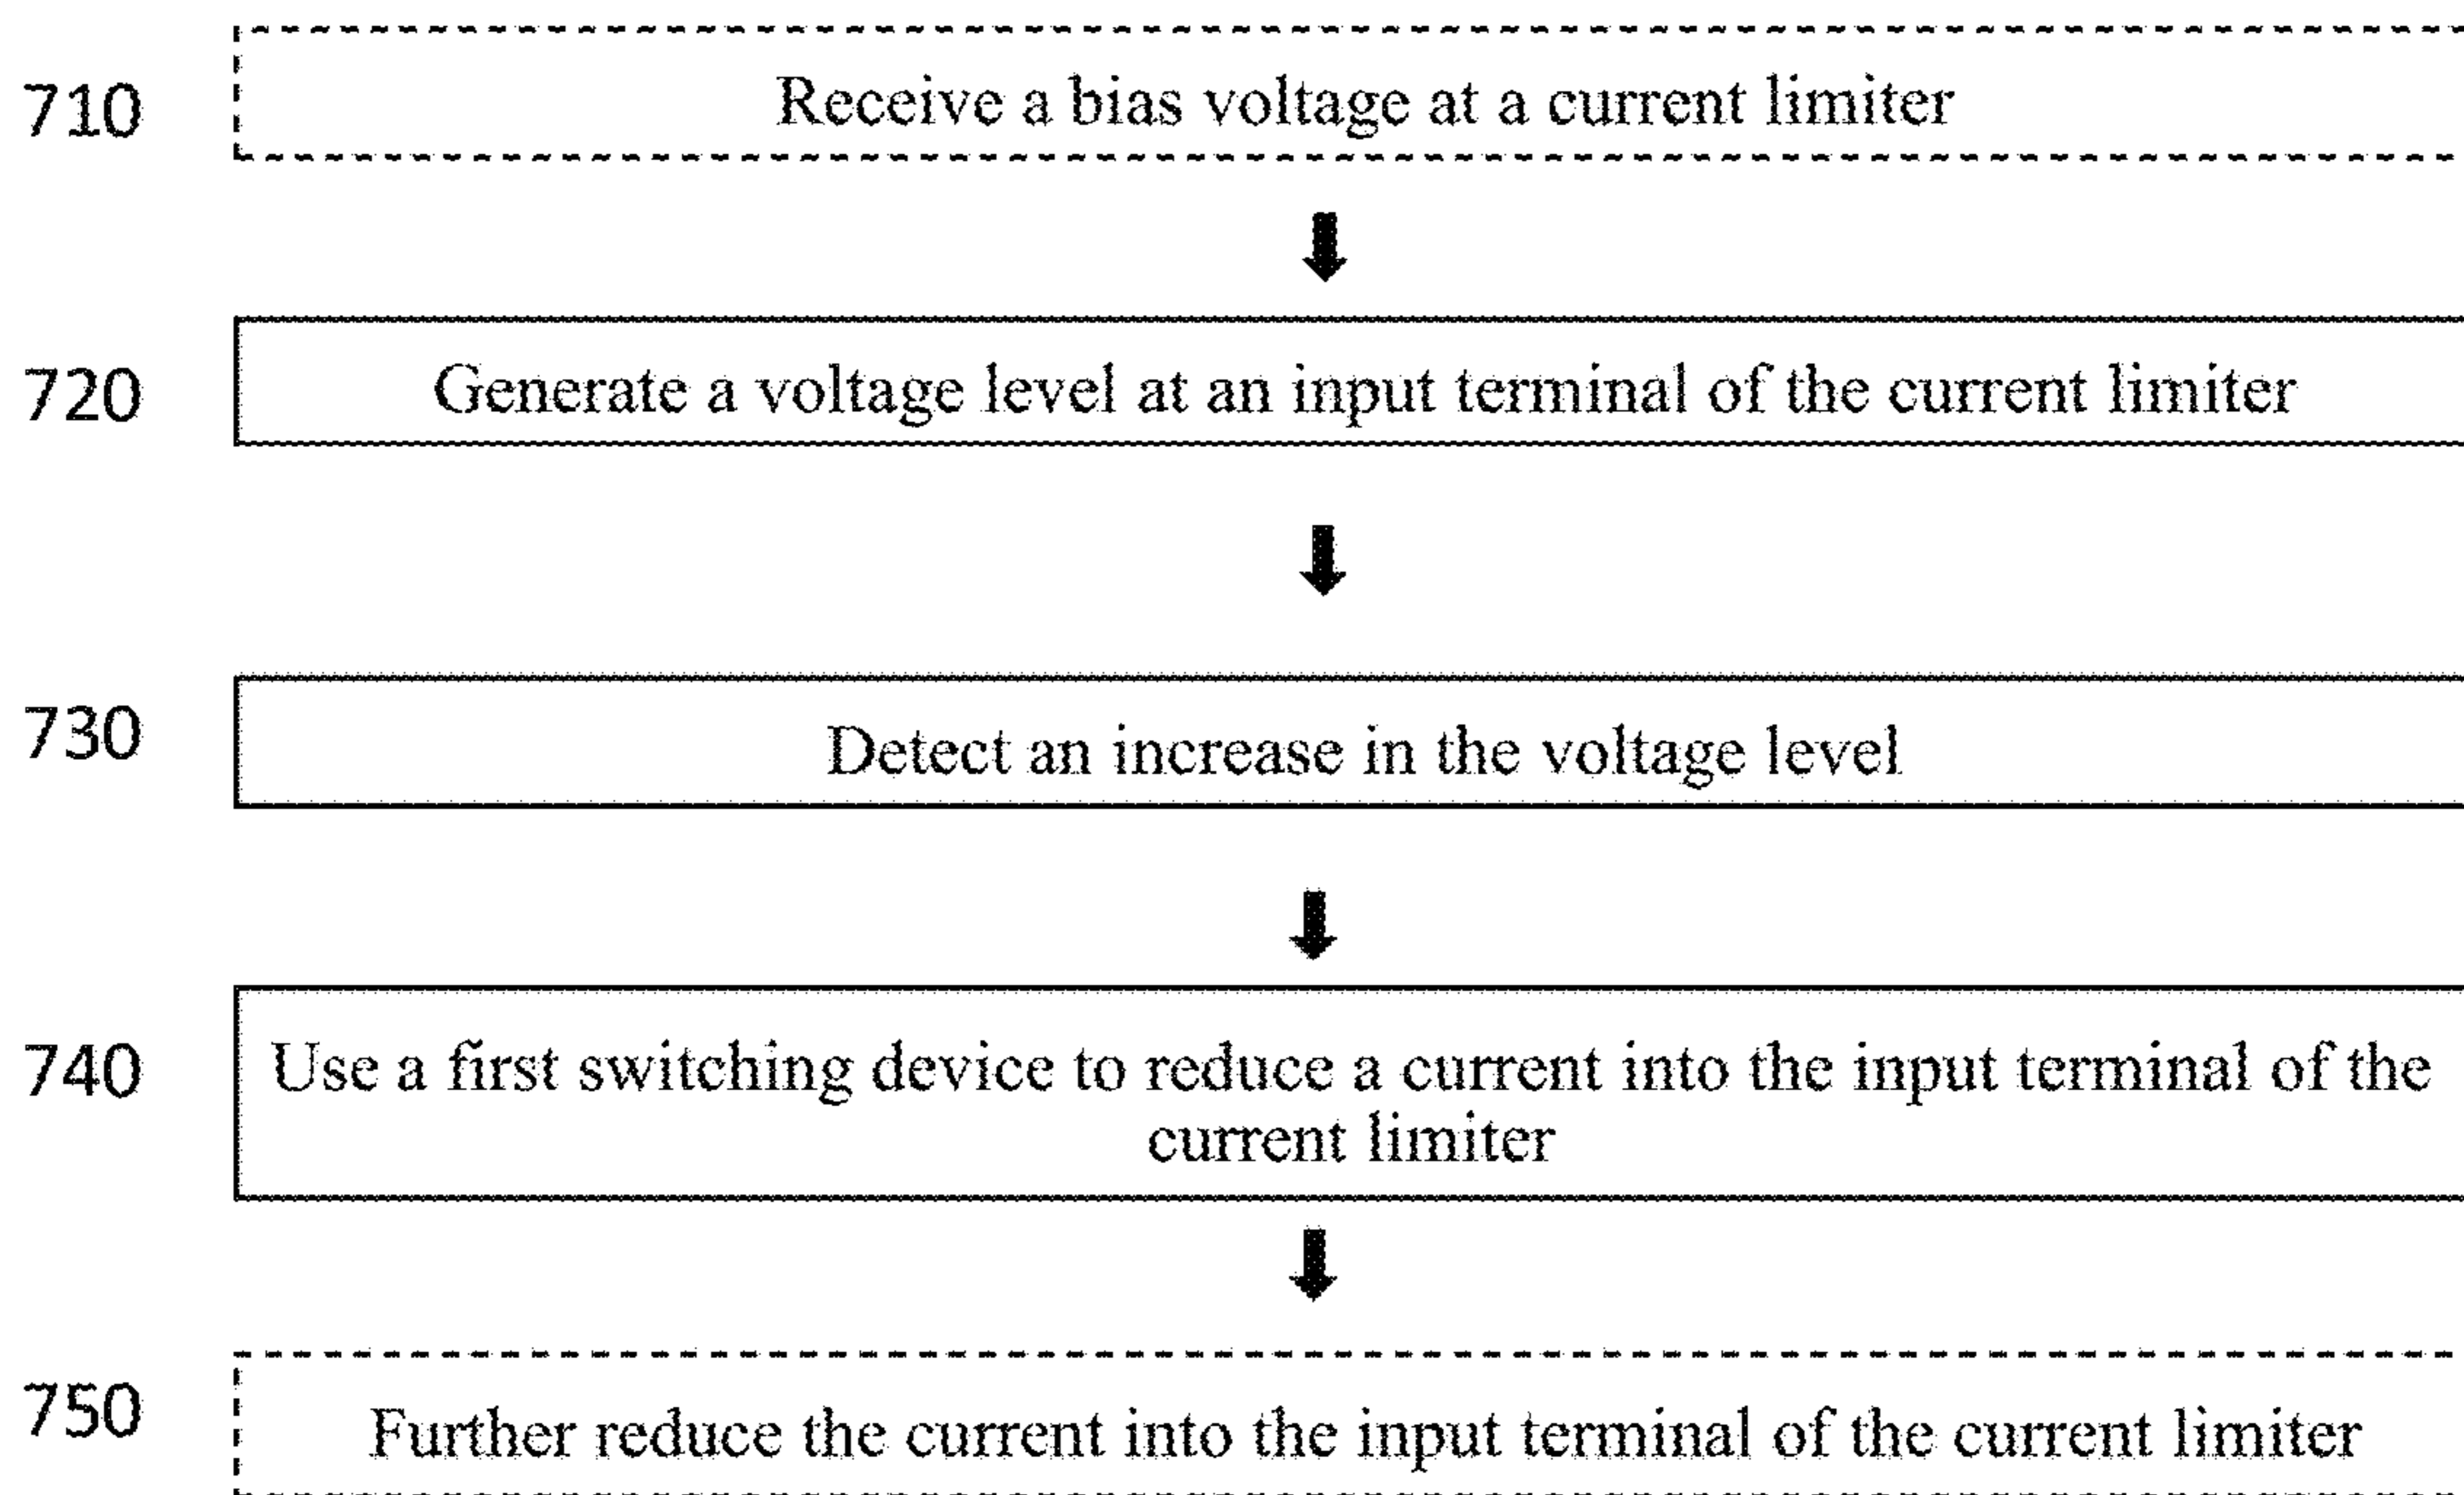 710
Receive a bias voltage at a current limiter
720
Generate a voltage level at an input terminal of the current limiter
730
Detect an increase in the voltage level
740
Use a first switching device to reduce a current into the input terminal of the
current limiter
750
Further reduce the current into the input terminal of the current limiter